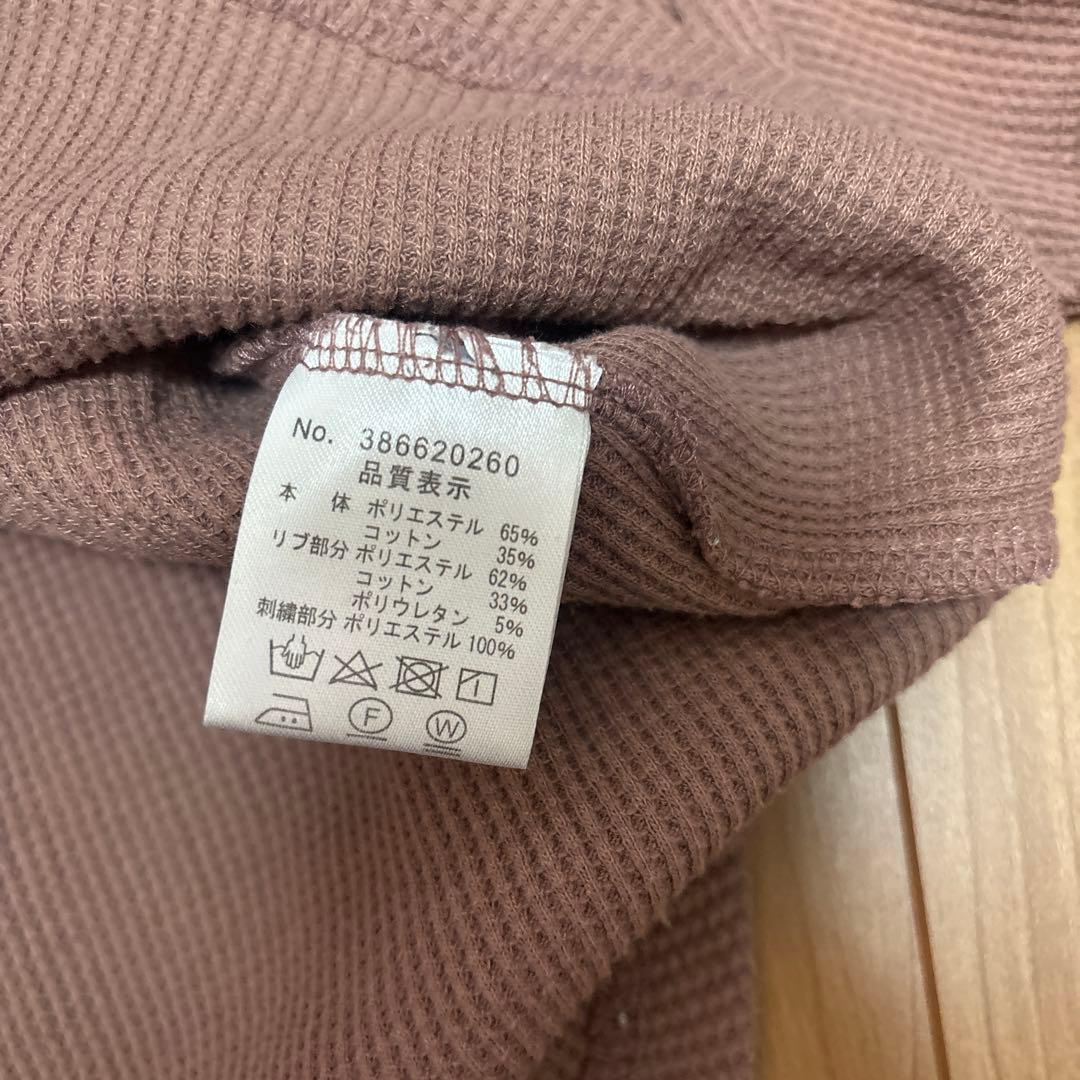 No. 386620260
品質表示
本 体 ポリエステル 65%
コットン 35%
リブ部分 ポリエステル 62%
コットン 33%
ポリウレタン 5%
刺繍部分 ポリエステル 100%
F
W